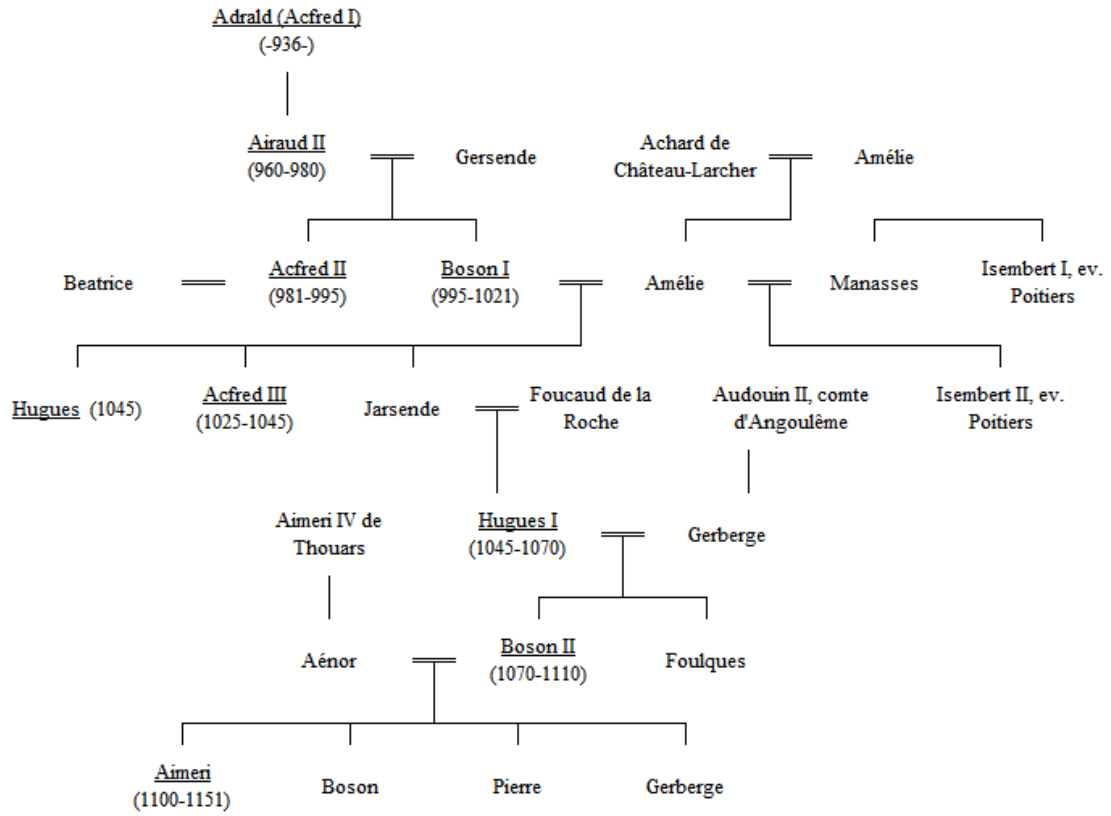 Adrald (Acfred I)
(-936-)
Airaud II
(960-980)
Gersende
Achard de
Château-Larcher
Amélie
Beatrice
Acfred II
(981-995)
Boson I
(995-1021)
Amélie
Manasses
Isembert I, ev.
Poitiers
Hugues (1045)
Acfred III
(1025-1045)
Jarsende
Foucaud de la
Roche
Audouin II, comte
d'Angoulême
Isembert II, ev.
Poitiers
Aimeri IV de
Thouars
Hugues I
(1045-1070)
Gerberge
Aénor
Boson II
(1070-1110)
Foulques
Aimeri
(1100-1151)
Boson
Pierre
Gerberge